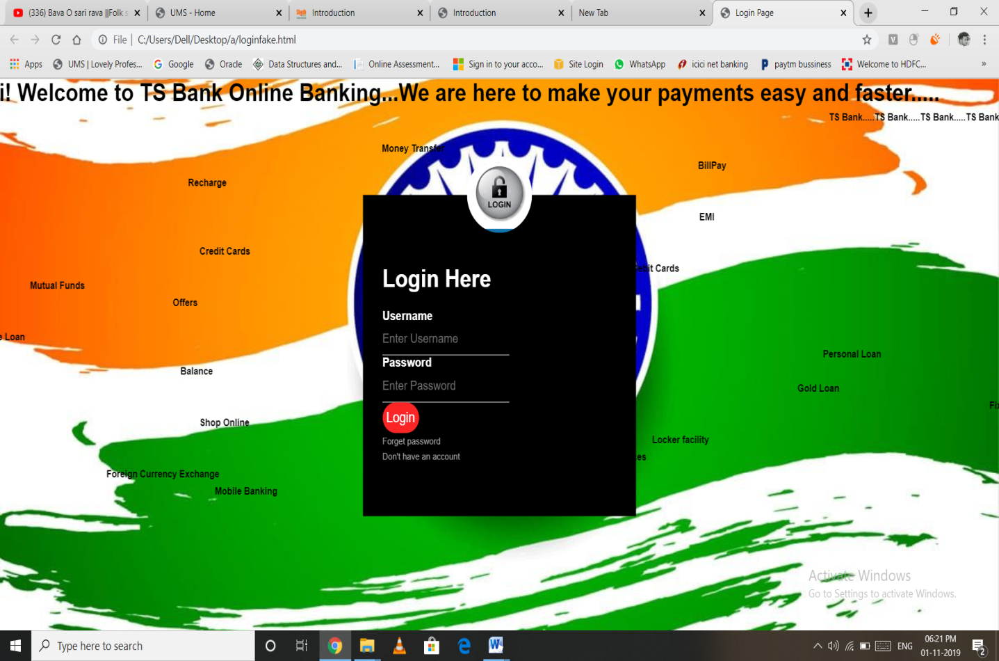 (336) Bava O sari rava ||Folk s
UMS - Home
Introduction
Introduction
New Tab
Login Page
File | C:/Users/Dell/Desktop/a/loginfake.html
Apps
UMS | Lovely Profes...
Google
Oracle
Data Structures and...
Online Assessment...
Sign in to your acco...
Site Login
WhatsApp
icici net banking
paytm bussiness
Welcome to HDFC...
»
i! Welcome to TS Bank Online Banking...We are here to make your payments easy and faster.....
TS Bank.....TS Bank.....TS Bank.....TS Bank
Money Transfer
BillPay
Recharge
LOGIN
EMI
Credit Cards
Debit Cards
Mutual Funds
Login Here
Offers
Username
e Loan
Enter Username
Personal Loan
Password
Balance
Enter Password
Gold Loan
Fi
Login
Shop Online
Forget password
Locker facility
Don't have an account
es
Foreign Currency Exchange
Mobile Banking
Activate Windows
Go to Settings to activate Windows.
Type here to search
ENG
06:21 PM
01-11-2019
2